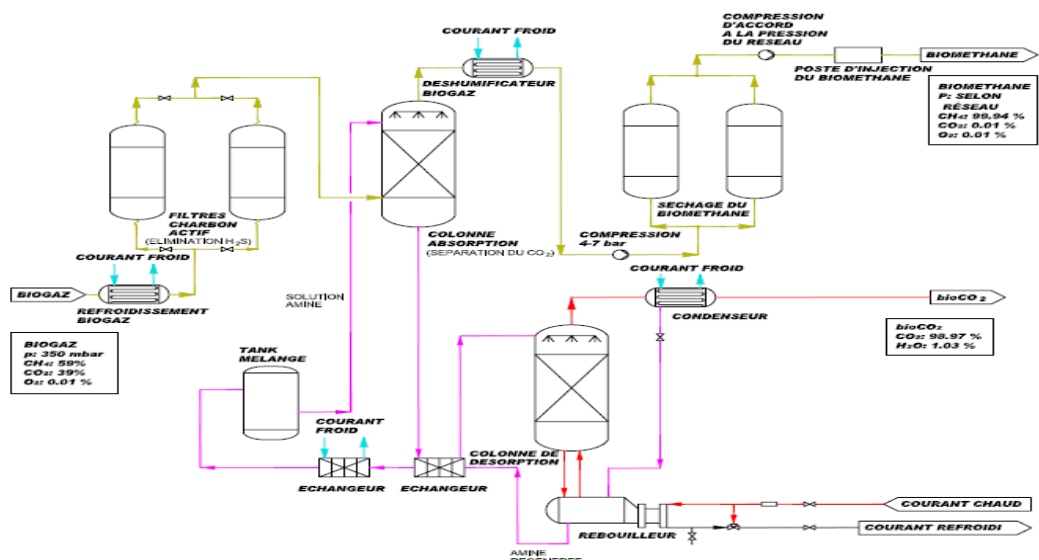 COURANT FROID
DESHUMIFICATEUR
BIOGAZ
COMPRESSION
D'ACCORD
A LA PRESSION
DU RESEAU
POSTE D'INJECTION
DU BIOMETHANE
BIOMETHANE
BIOMETHANE
P: SELON
RÉSEAU
CH4: 99.94 %
CO2: 0.01 %
O2: 0.01 %
FILTRES
CHARBON
ACTIF
(ELIMINATION H2S)
COLONNE
ABSORPTION
(SEPARATION DU CO2)
COMPRESSION
4-7 bar
SECHAGE DU
BIOMETHANE
COURANT FROID
BIOGAZ
REFROIDISSEMENT
BIOGAZ
BIOGAZ
p: 350 mbar
CH4: 59%
CO2: 39%
O2: 0.01 %
SOLUTION
AMINE
COURANT FROID
CONDENSEUR
bioCO2
bioCO2
CO2: 98.97 %
H2O: 1.03 %
TANK
MELANGE
COURANT
FROID
ECHANGEUR
ECHANGEUR
COLONNE DE
DESORPTION
REBOUILLEUR
COURANT CHAUD
COURANT REFROIDI
AMINE